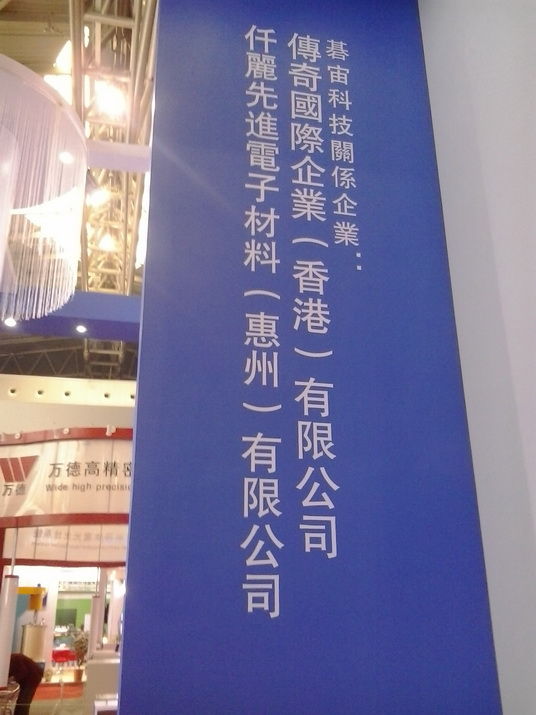 碁宙科技關係企業：
傳奇國際企業（香港）有限公司
仟麗先進電子材料（惠州）有限公司
万德
万德高精密
Wide high precisio